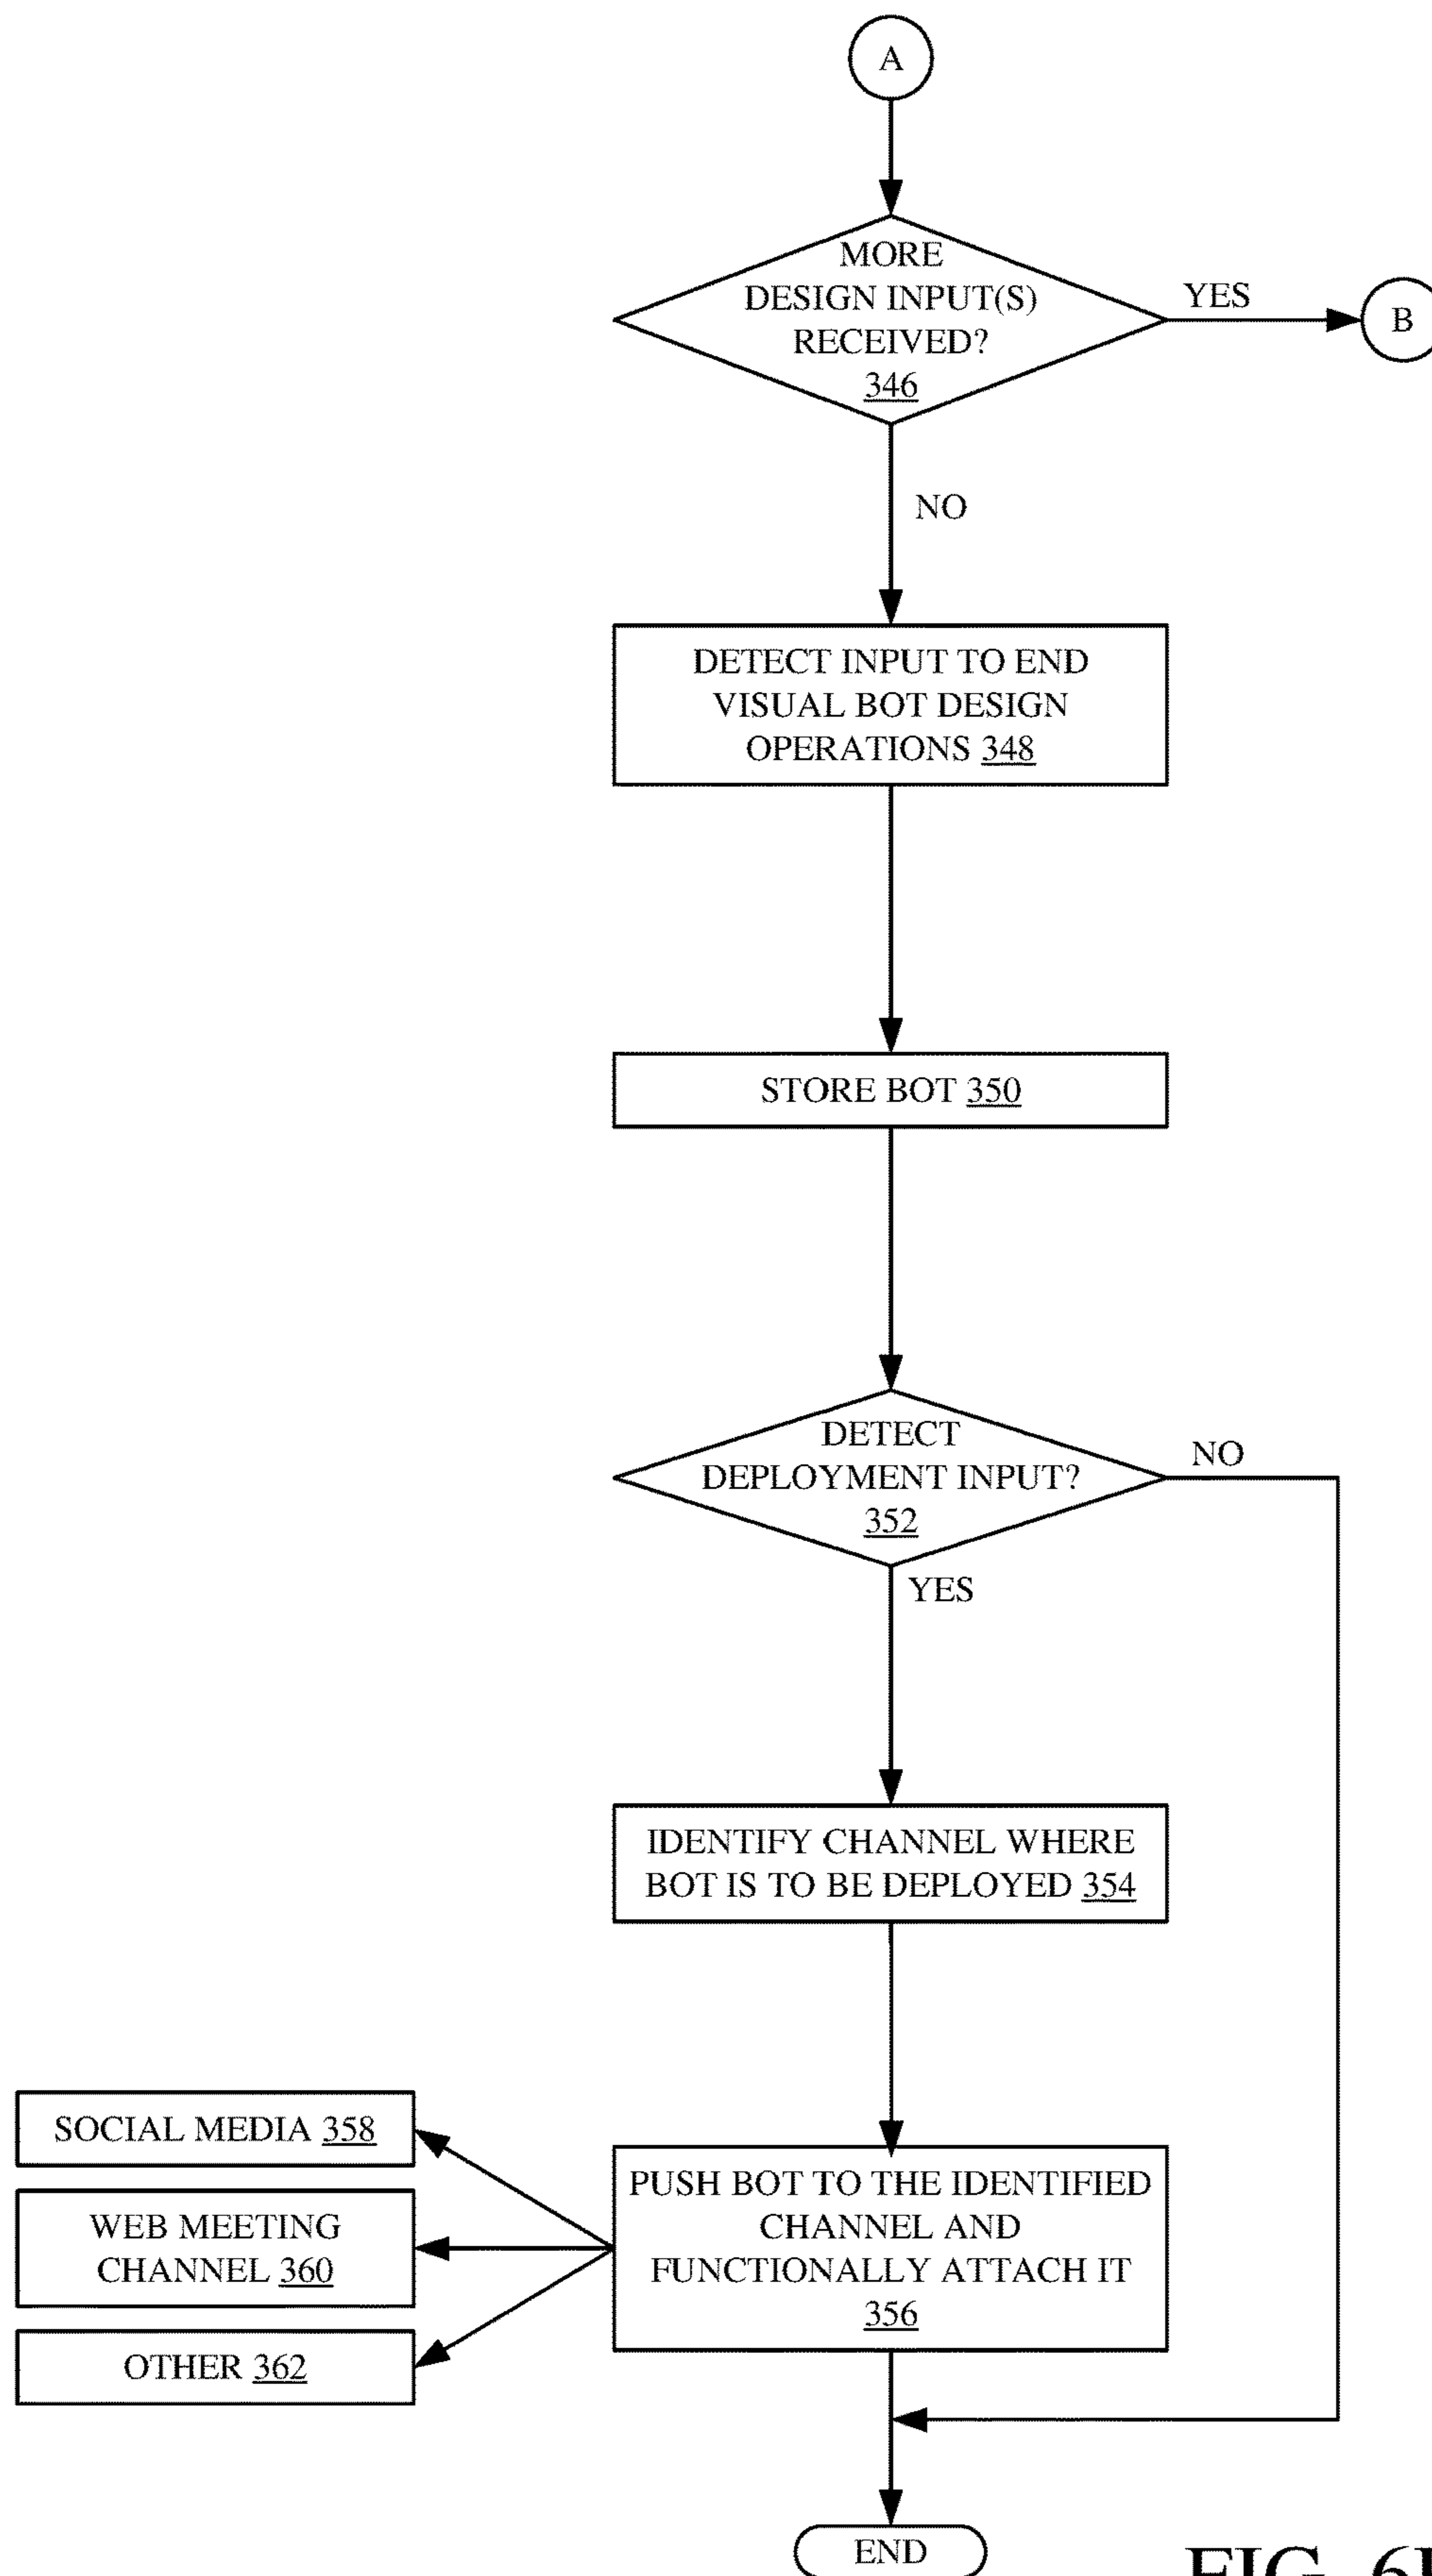 A
MORE
DESIGN INPUT(S)
RECEIVED?
346
YES
B
NO
DETECT INPUT TO END
VISUAL BOT DESIGN
OPERATIONS 348
STORE BOT 350
DETECT
DEPLOYMENT INPUT?
352
NO
YES
IDENTIFY CHANNEL WHERE
BOT IS TO BE DEPLOYED 354
SOCIAL MEDIA 358
WEB MEETING
CHANNEL 360
OTHER 362
PUSH BOT TO THE IDENTIFIED
CHANNEL AND
FUNCTIONALLY ATTACH IT
356
END
FIG.